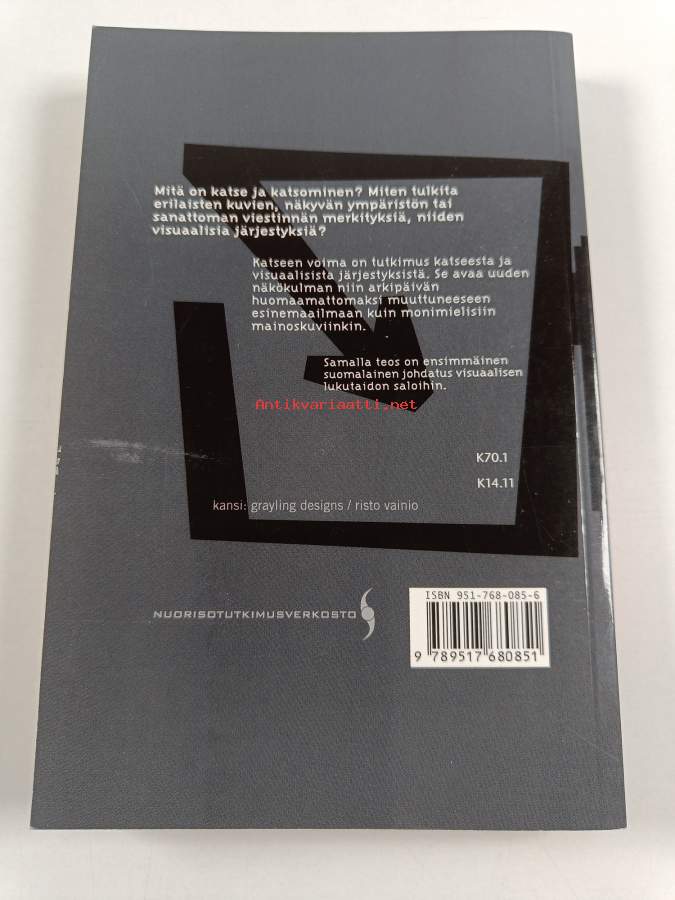 Mitä on katse ja katsominen? Miten tulkita
erilaisten kuvien, näkyvän ympäristön tai
sanattoman viestinnän merkityksiä, niiden
visuaalisia järjestyksiä?
Katseen voima on tutkimus katseesta ja
visuaalisista järjestyksistä. Se avaa uuden
näkökulman niin arkipäivän
huomaamattomaksi muuttuneeseen
esinemaailmaan kuin monimielisiin
mainoskuviinkin.
Samalla teos on ensimmäinen
suomalainen johdatus visuaalisen
lukutaidon saloihin.
Antikvariaatti.net
K70.1
K14.11
kansi: grayling designs / risto vainio
NUORISOTUTKIMUSVERKOSTO
ISBN 951-768-085-6
9 789517 680851